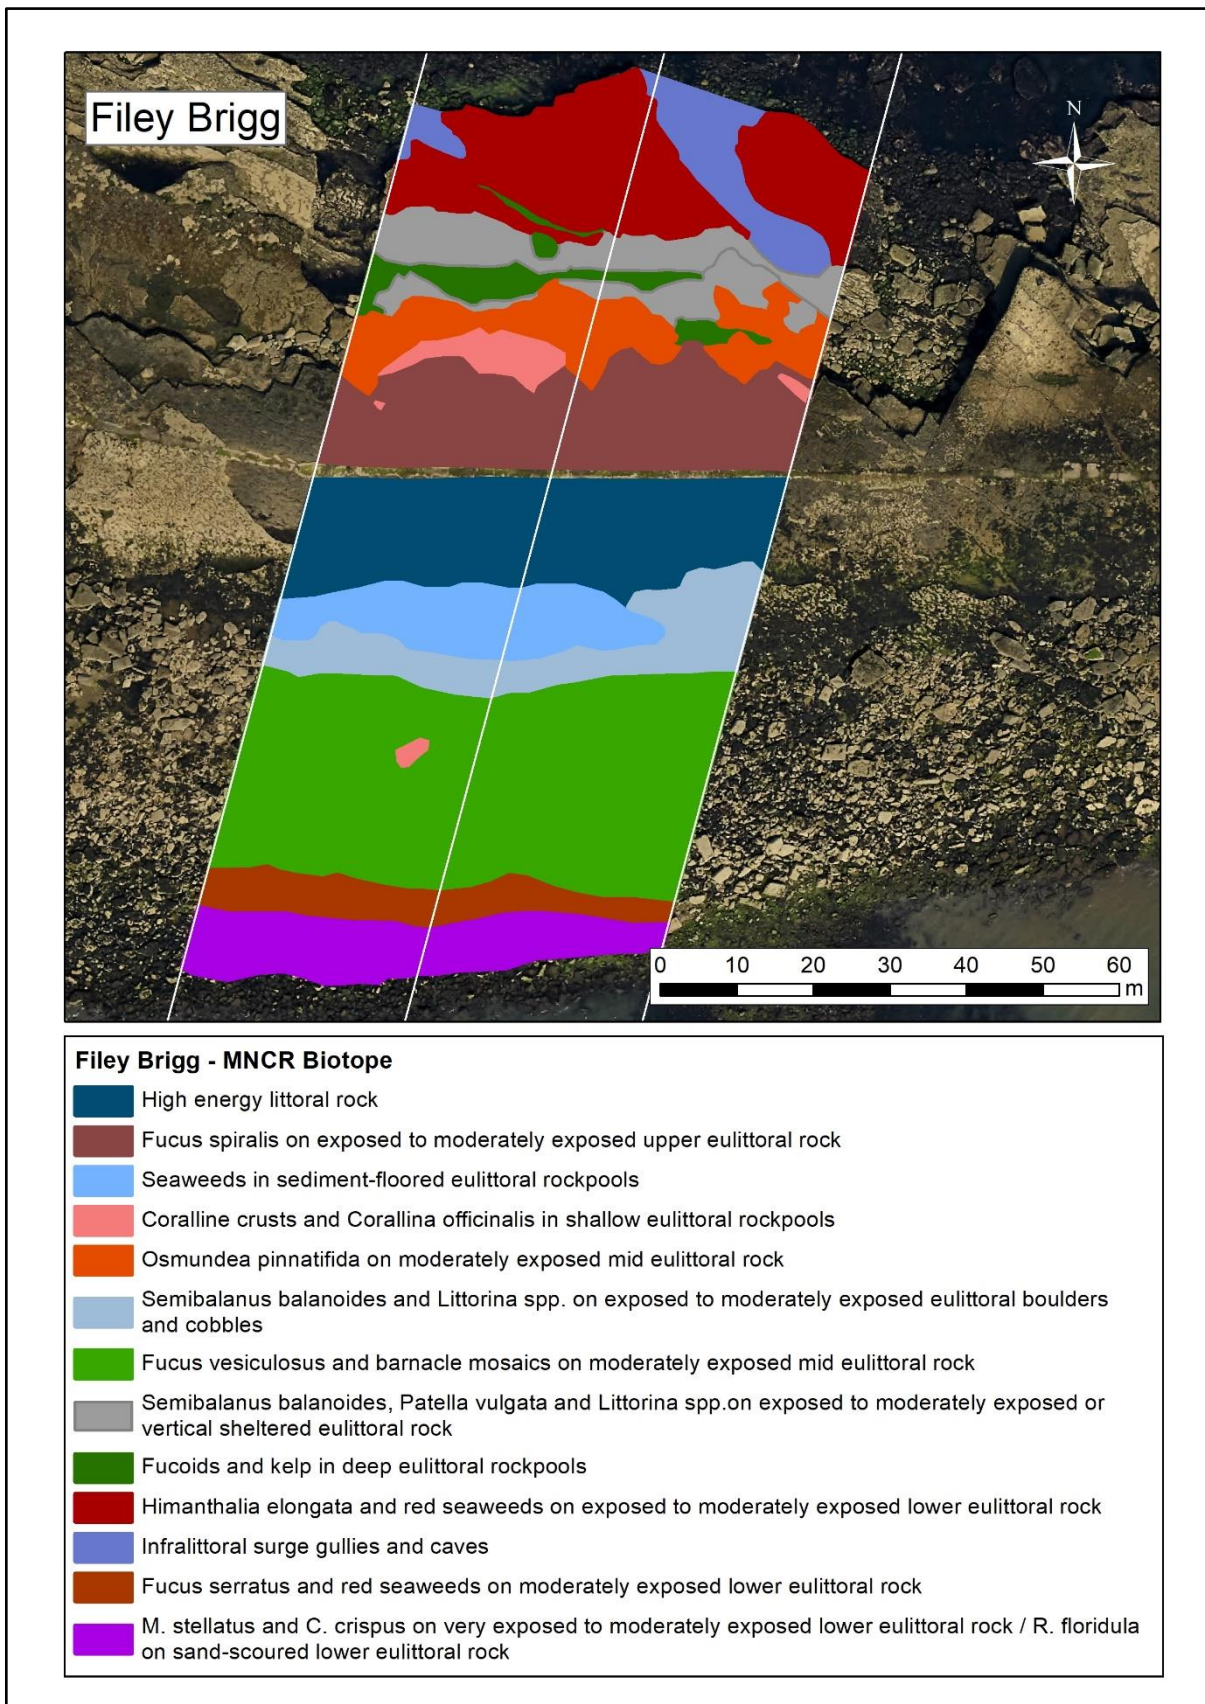 Filey Brigg
N
0 10 20 30 40 50 60
m
Filey Brigg - MNCR Biotope
High energy littoral rock
Fucus spiralis on exposed to moderately exposed upper eulittoral rock
Seaweeds in sediment-floored eulittoral rockpools
Coralline crusts and Corallina officinalis in shallow eulittoral rockpools
Osmundea pinnatifida on moderately exposed mid eulittoral rock
Semibalanus balanoides and Littorina spp. on exposed to moderately exposed eulittoral boulders
and cobbles
Fucus vesiculosus and barnacle mosaics on moderately exposed mid eulittoral rock
Semibalanus balanoides, Patella vulgata and Littorina spp.on exposed to moderately exposed or
vertical sheltered eulittoral rock
Fucoids and kelp in deep eulittoral rockpools
Himanthalia elongata and red seaweeds on exposed to moderately exposed lower eulittoral rock
Infralittoral surge gullies and caves
Fucus serratus and red seaweeds on moderately exposed lower eulittoral rock
M. stellatus and C. crispus on very exposed to moderately exposed lower eulittoral rock / R. floridula
on sand-scoured lower eulittoral rock